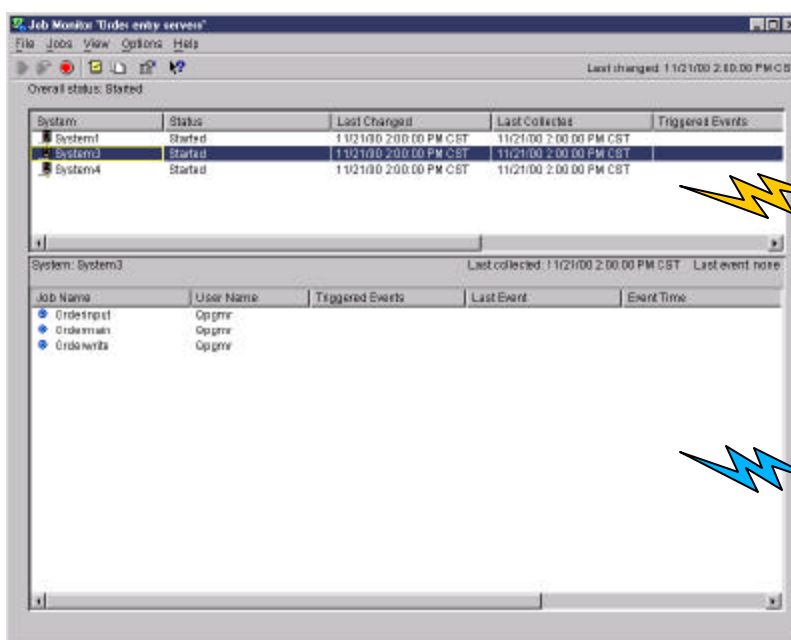 Job Monitor "Order entry servers"
File Jobs View Options Help
Last changed: 11/21/00 2:00:00 PM CS
Overall status: Started
System Status Last Changed Last Collected Triggered Events
System1 Started 11/21/00 2:00:00 PM CST 11/21/00 2:00:00 PM CST
System3 Started 11/21/00 2:00:00 PM CST 11/21/00 2:00:00 PM CST
System4 Started 11/21/00 2:00:00 PM CST 11/21/00 2:00:00 PM CST
System: System3 Last collected: 11/21/00 2:00:00 PM CST Last event: none
Job Name User Name Triggered Events Last Event Event Time
Orderinput Qpgmr
Ordermain Qpgmr
Orderwrite Qpgmr